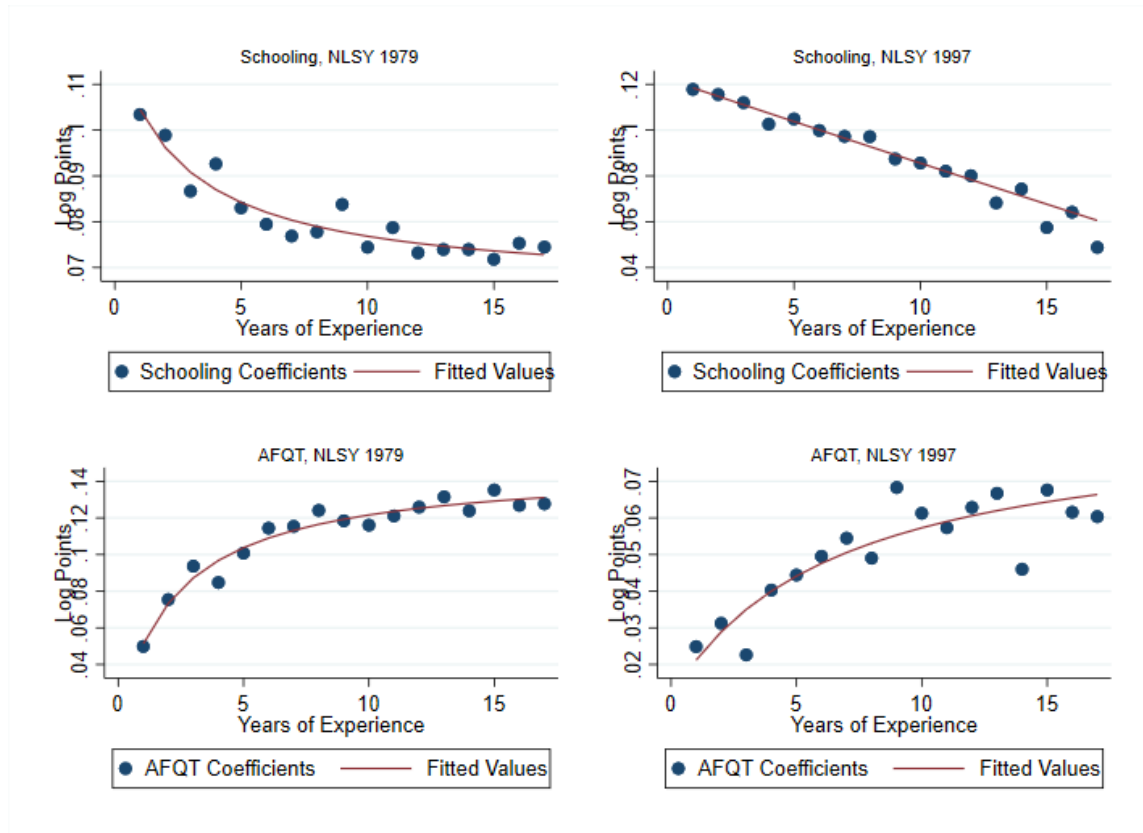 Schooling, NLSY 1979
Log Points
.11
.1
.09
.08
.07
0 5 10 15
Years of Experience
Schooling Coefficients Fitted Values
Schooling, NLSY 1997
Log Points
.12
.1
.08
.06
.04
0 5 10 15
Years of Experience
Schooling Coefficients Fitted Values
AFQT, NLSY 1979
Log Points
.14
.12
.1
.08
.06
.04
0 5 10 15
Years of Experience
AFQT Coefficients Fitted Values
AFQT, NLSY 1997
Log Points
.07
.06
.05
.04
.03
.02
0 5 10 15
Years of Experience
AFQT Coefficients Fitted Values